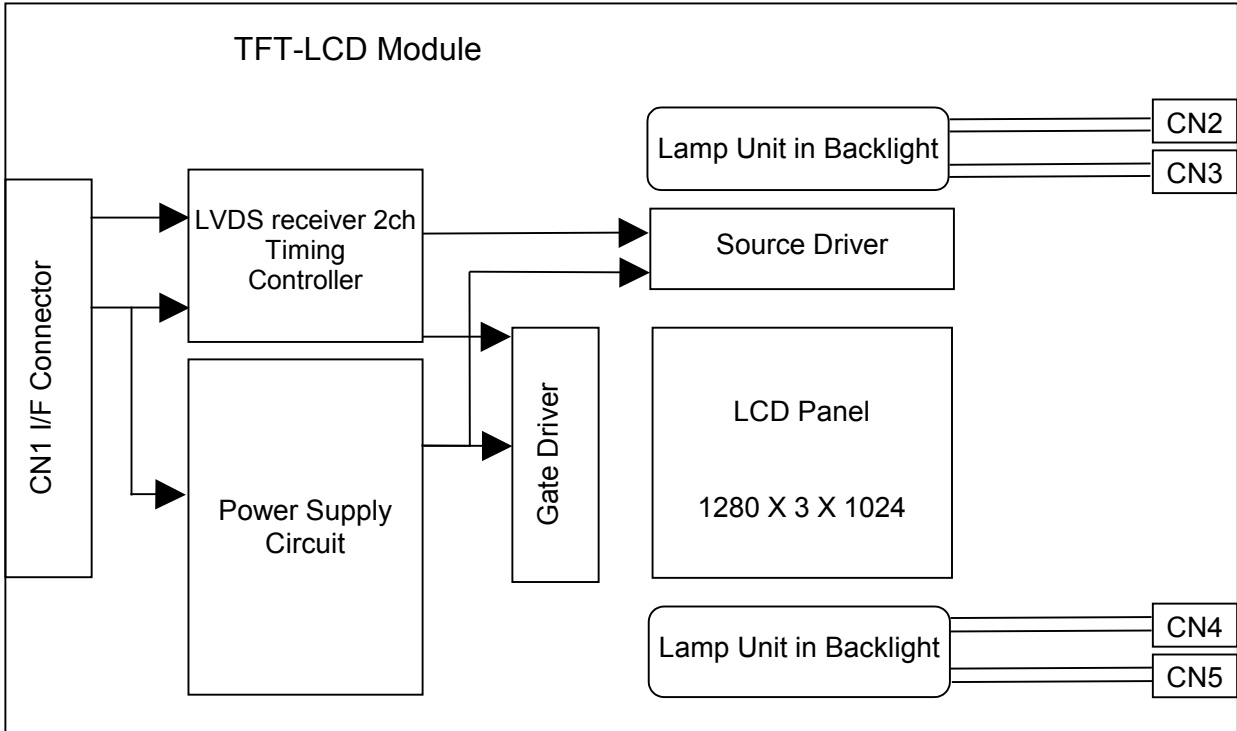 TFT-LCD Module
CN2
Lamp Unit in Backlight
CN3
LVDS receiver 2ch
Timing
Controller
Source Driver
CN1 I/F Connector
Gate Driver
LCD Panel
1280 X 3 X 1024
Power Supply
Circuit
CN4
Lamp Unit in Backlight
CN5